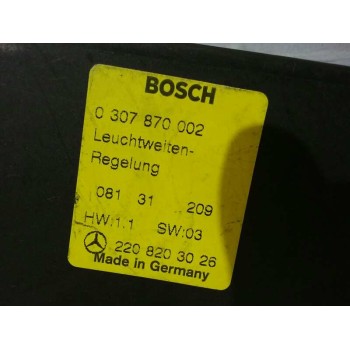 BOSCH
0 307 870 002
Leuchtweiten-
Regelung
081 31 209
HW:1.1 SW:03
220 820 30 26
Made in Germany